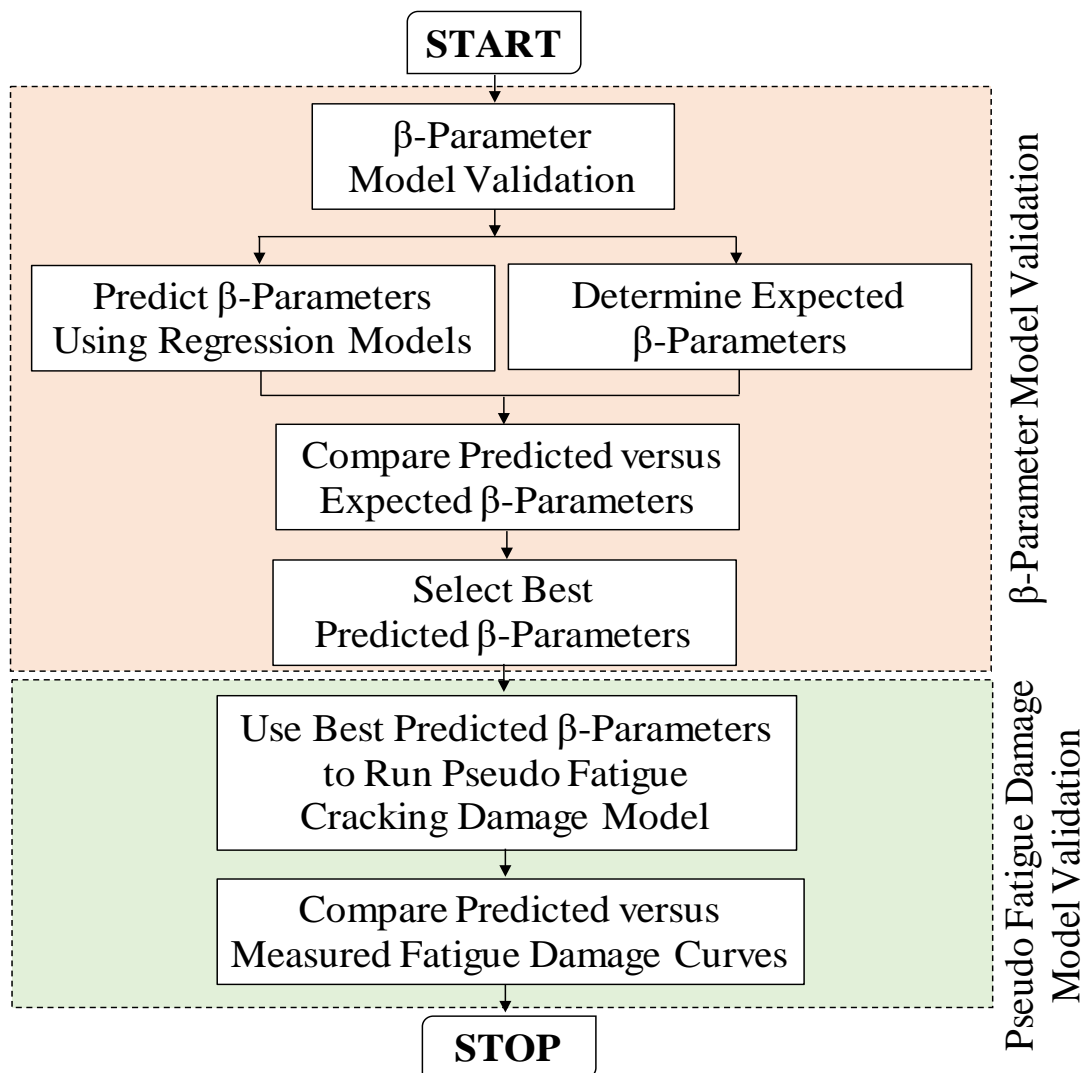 START
β-Parameter
Model Validation
Predict β-Parameters
Using Regression Models
Determine Expected
β-Parameters
Compare Predicted versus
Expected β-Parameters
Select Best
Predicted β-Parameters
β-Parameter Model Validation
Use Best Predicted β-Parameters
to Run Pseudo Fatigue
Cracking Damage Model
Compare Predicted versus
Measured Fatigue Damage Curves
Pseudo Fatigue Damage
Model Validation
STOP